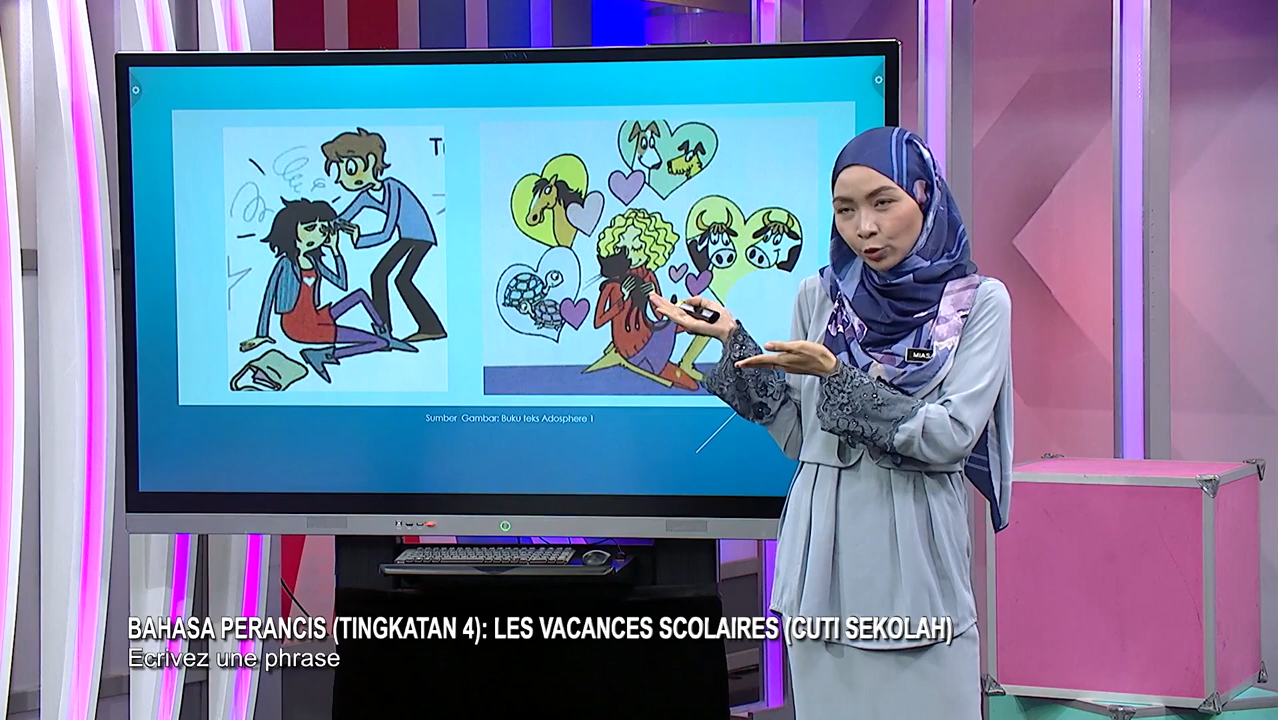 Sumber Gambar: Buku teks Adosphere 1
BAHASA PERANCIS (TINGKATAN 4): LES VACANCES SCOLAIRES (CUTI SEKOLAH)
Ecrivez une phrase